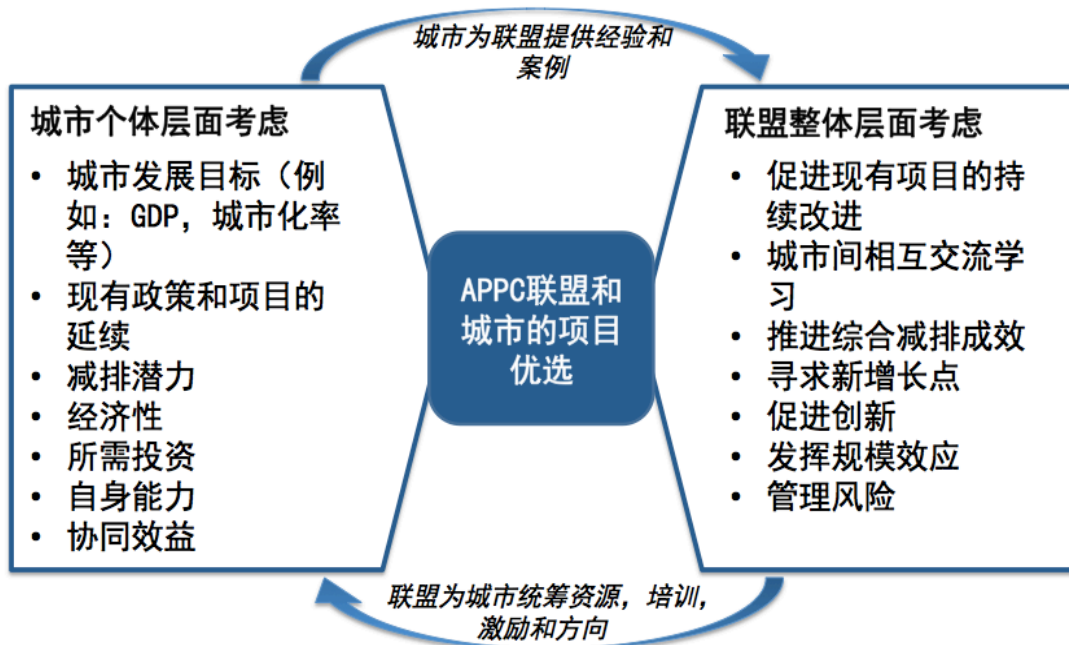 城市为联盟提供经验和
案例
城市个体层面考虑
• 城市发展目标（例
如：GDP，城市化率
等）
• 现有政策和项目的
延续
• 减排潜力
• 经济性
• 所需投资
• 自身能力
• 协同效益
APPC联盟和
城市的项目
优选
联盟整体层面考虑
• 促进现有项目的持
续改进
• 城市间相互交流学
习
• 推进综合减排成效
• 寻求新增长点
• 促进创新
• 发挥规模效应
• 管理风险
联盟为城市统筹资源，培训，
激励和方向